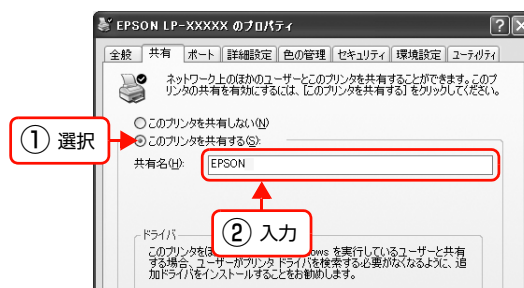 EPSON LP-XXXXX のプロパティ
全般 共有 ポート 詳細設定 色の管理 セキュリティ 環境設定 ユーティリティ
ネットワーク上のほかのユーザーとこのプリンタを共有することができます。このプ
リンタの共有を有効にするには、[このプリンタを共有する] をクリックしてください。
このプリンタを共有しない(N)
① 選択
このプリンタを共有する(S):
共有名(H):
EPSON
② 入力
ドライバ
このプリンタを ows を実行しているユーザーと共有
する場合、ユーザーがプリンタ ドライバを検索する必要がなくなるように、追
加ドライバをインストールすることをお勧めします。